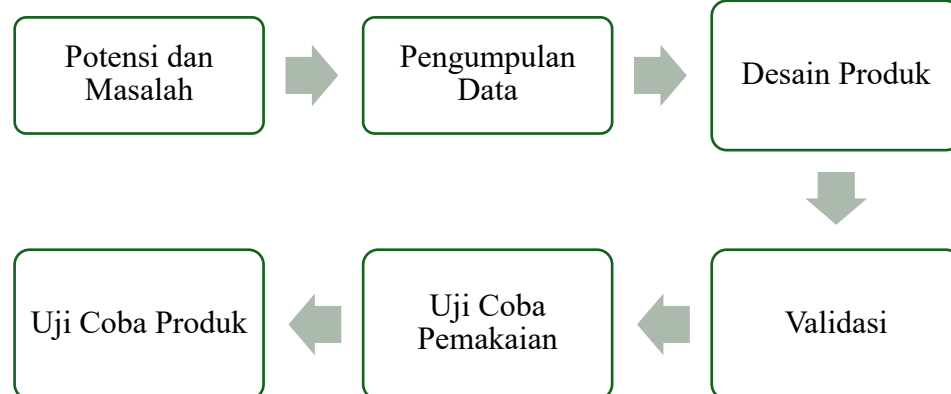 Potensi dan
Masalah
Pengumpulan
Data
Desain Produk
Validasi
Uji Coba
Pemakaian
Uji Coba Produk